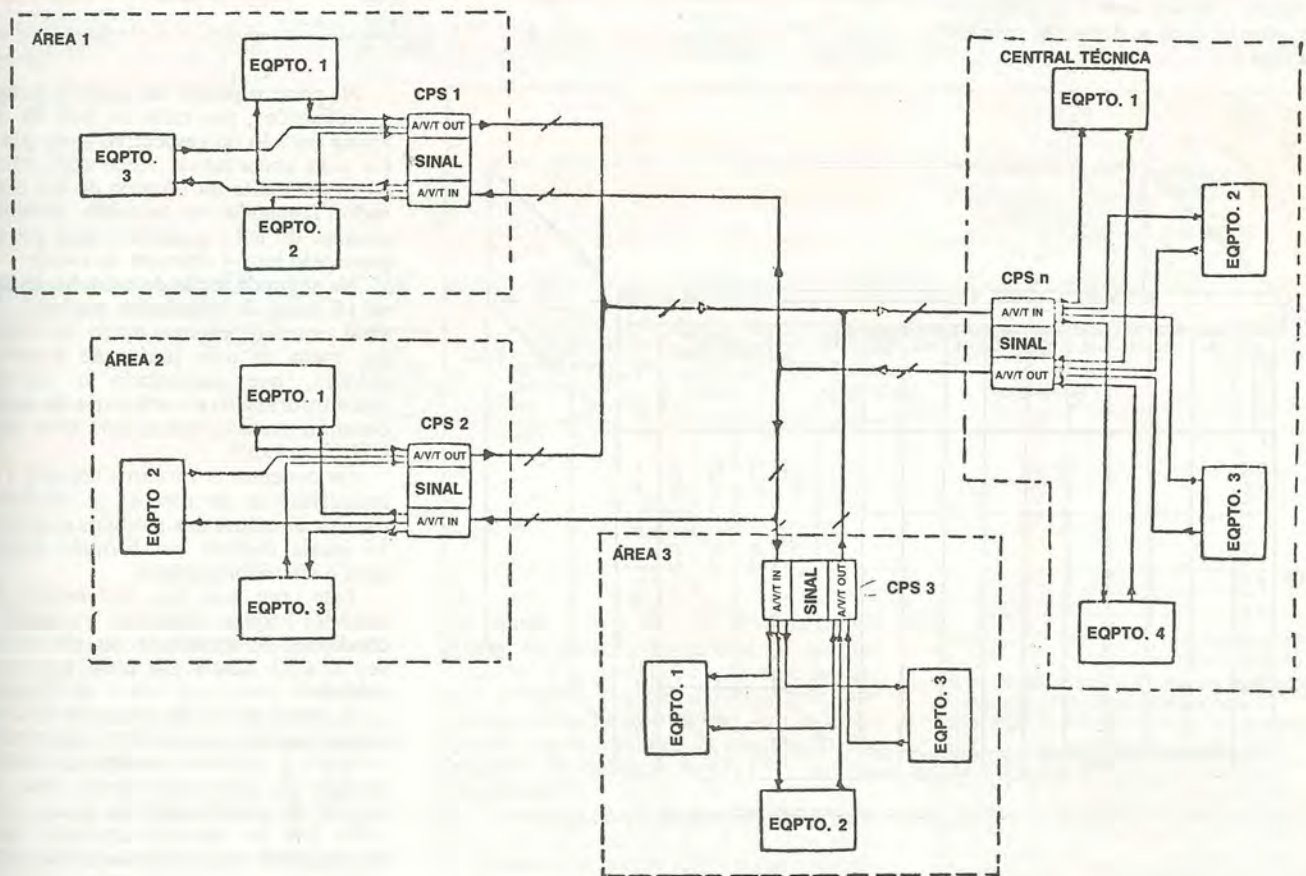 ÁREA 1
EQPTO. 1
CPS 1
A/V/T OUT
SINAL
A/V/T IN
EQPTO.
3
EQPTO.
2
ÁREA 2
EQPTO. 1
CPS 2
A/V/T OUT
SINAL
A/V/T IN
EQPTO 2
EQPTO. 3
ÁREA 3
A/V/T IN
SINAL
A/V/T OUT
CPS 3
EQPTO. 1
EQPTO. 3
EQPTO. 2
CENTRAL TÉCNICA
EQPTO. 1
EQPTO. 2
CPS n
A/V/T IN
SINAL
A/V/T OUT
EQPTO. 3
EQPTO. 4